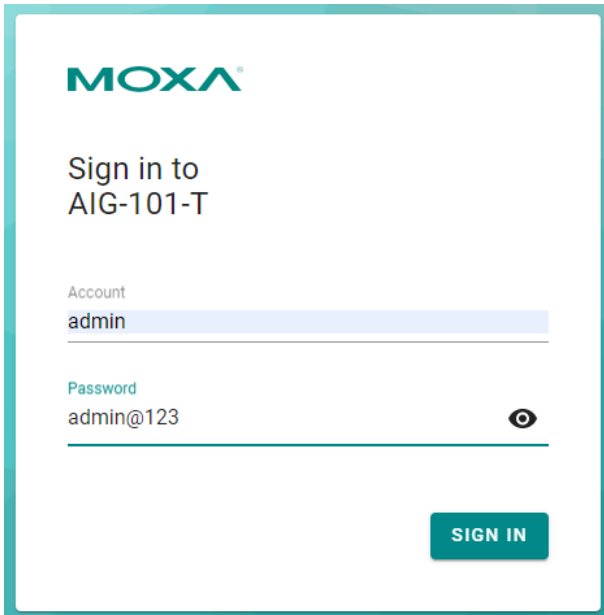 MOXA®
Sign in to
AIG-101-T
Account
admin
Password
admin@123
SIGN IN